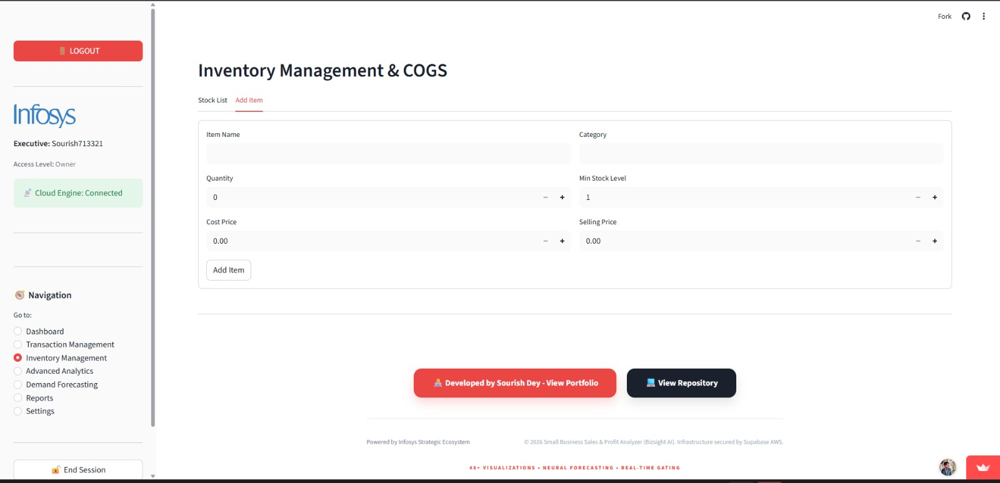 Fork
LOGOUT
Infosys
Executive: Sourish713321
Access Level: Owner
Cloud Engine: Connected
Navigation
Go to:
Dashboard
Transaction Management
Inventory Management
Advanced Analytics
Demand Forecasting
Reports
Settings
End Session
Inventory Management & COGS
Stock List Add Item
Item Name Category
Quantity Min Stock Level
0 − + 1 − +
Cost Price Selling Price
0.00 − + 0.00 − +
Add Item
Developed by Sourish Dey - View Portfolio View Repository
Powered by Infosys Strategic Ecosystem © 2026 Small Business Sales & Profit Analyzer (Bizsight AI). Infrastructure secured by Supabase AWS.
48+ VISUALIZATIONS • NEURAL FORECASTING • REAL-TIME GATING